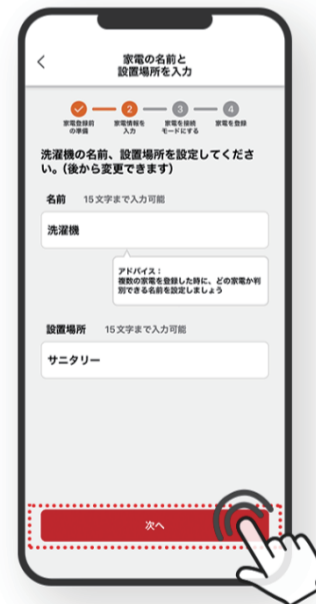 家電の名前と
設置場所を入力
2 3 4
家電登録前
の準備
家電情報を
入力
家電を接続
モードにする
家電を登録
洗濯機の名前、設置場所を設定してくださ
い。(後から変更できます)
名前 15文字まで入力可能
洗濯機
アドバイス：
複数の家電を登録した時に、どの家電か判
別できる名前を設定しましょう
設置場所 15文字まで入力可能
サニタリー
次へ